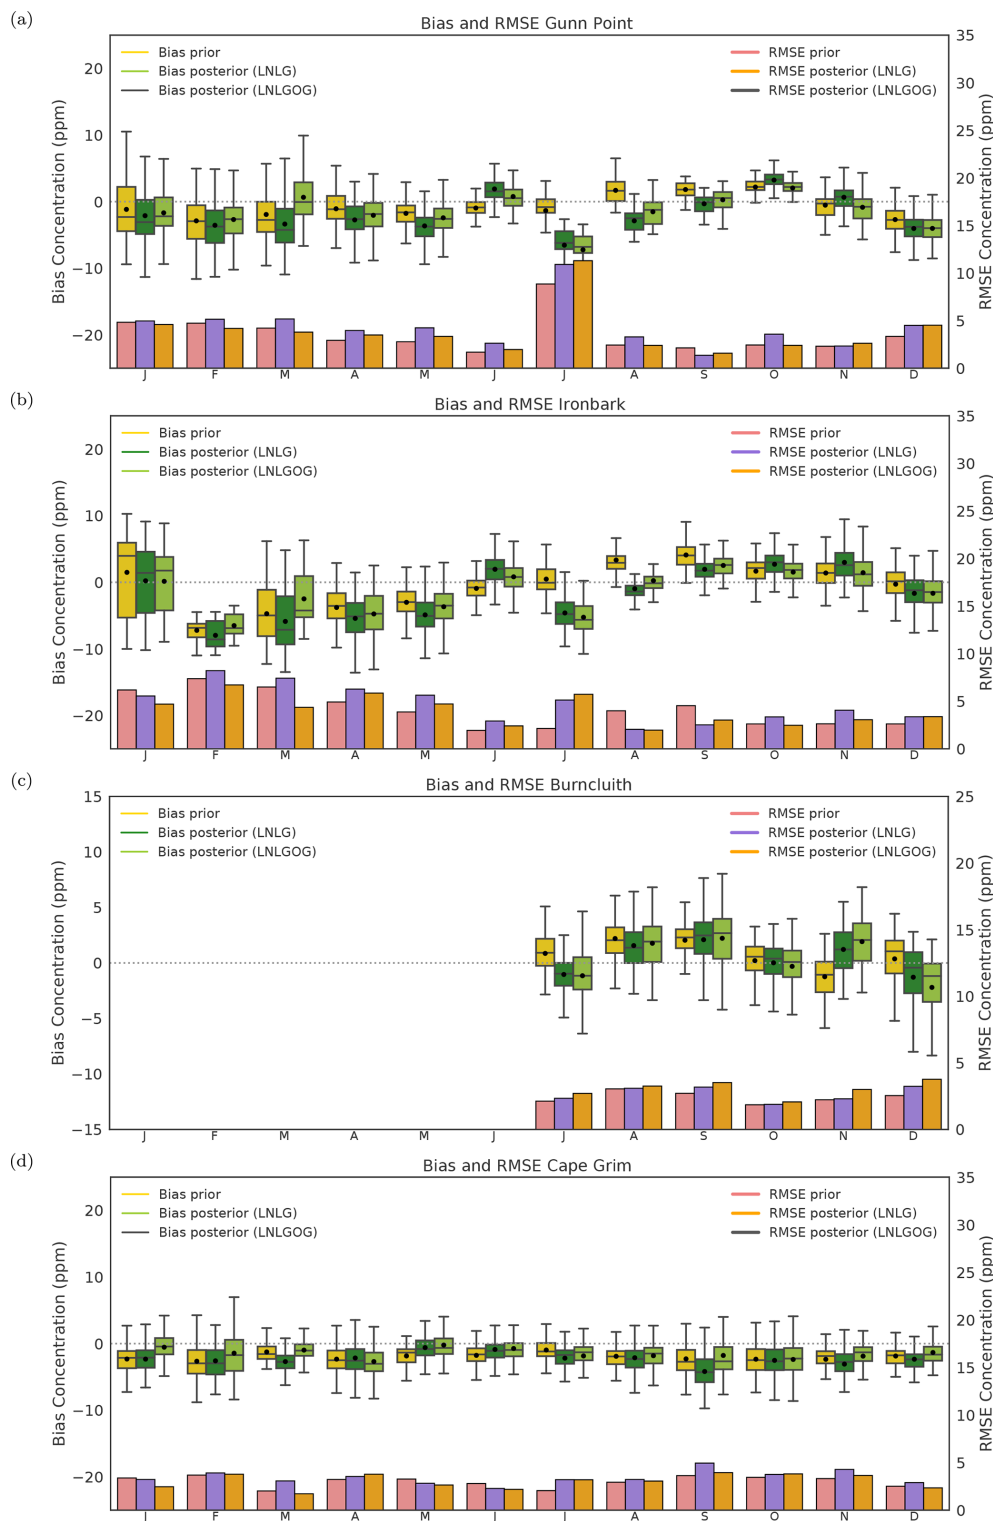 (a)
Bias and RMSE Gunn Point
Bias prior
Bias posterior (LNLG)
Bias posterior (LNLGOG)
RMSE prior
RMSE posterior (LNLG)
RMSE posterior (LNLGOG)
Bias Concentration (ppm)
20
10
0
−10
−20
RMSE Concentration (ppm)
35
30
25
20
15
10
5
0
J F M A M J J A S O N D
(b)
Bias and RMSE Ironbark
Bias prior
Bias posterior (LNLG)
Bias posterior (LNLGOG)
RMSE prior
RMSE posterior (LNLG)
RMSE posterior (LNLGOG)
Bias Concentration (ppm)
20
10
0
−10
−20
RMSE Concentration (ppm)
35
30
25
20
15
10
5
0
J F M A M J J A S O N D
(c)
Bias and RMSE Burncluith
Bias prior
Bias posterior (LNLG)
Bias posterior (LNLGOG)
RMSE prior
RMSE posterior (LNLG)
RMSE posterior (LNLGOG)
Bias Concentration (ppm)
15
10
5
0
−5
−10
−15
RMSE Concentration (ppm)
25
20
15
10
5
0
J F M A M J J A S O N D
(d)
Bias and RMSE Cape Grim
Bias prior
Bias posterior (LNLG)
Bias posterior (LNLGOG)
RMSE prior
RMSE posterior (LNLG)
RMSE posterior (LNLGOG)
Bias Concentration (ppm)
20
10
0
−10
−20
RMSE Concentration (ppm)
35
30
25
20
15
10
5
0
J F M A M J J A S O N D